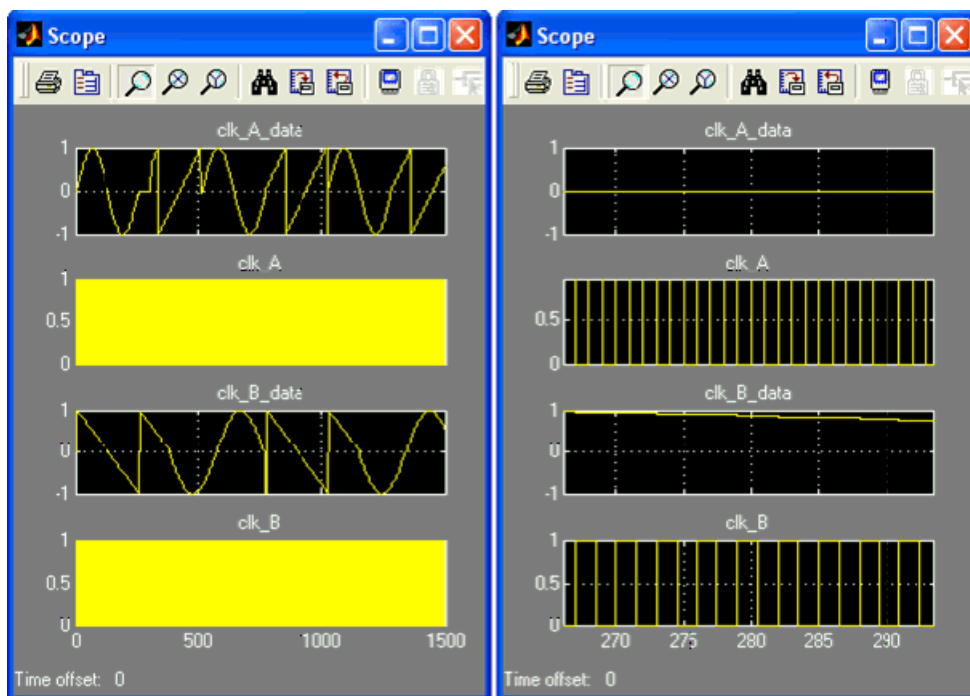 Scope
clk_A_data
1
0
-1
clk_A
1
0.5
0
clk_B_data
1
0
-1
clk_B
1
0.5
0
0 500 1000 1500
Time offset: 0
Scope
clk_A_data
1
0
-1
clk_A
0.5
0
clk_B_data
1
0
-1
clk_B
1
0.5
0
270 275 280 285 290
Time offset: 0